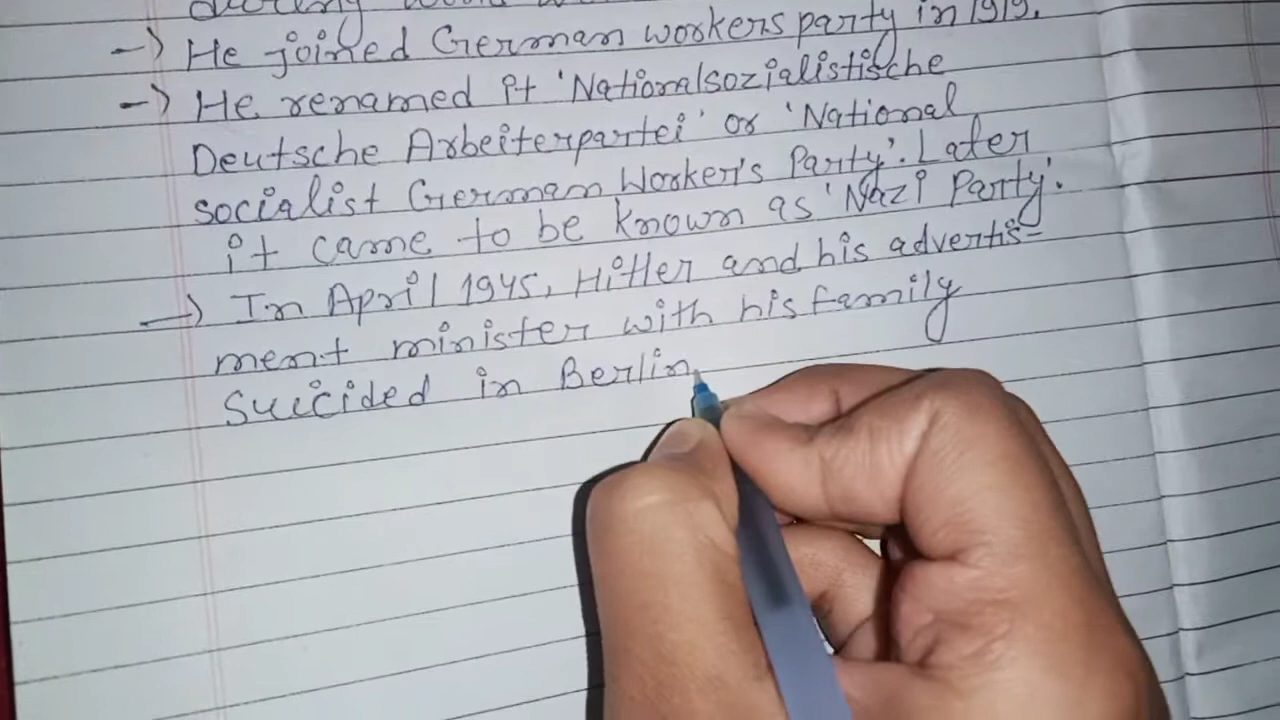 during
-> He joined German workers party in 1919.
-> He renamed it 'Nationalsozialistische
Deutsche Arbeiterpartei' or 'National
socialist German Worker's Party'. Later
it came to be known as 'Nazi Party'.
-> In April 1945, Hitler and his advertis-
ment minister with his family
Suicided in Berlin